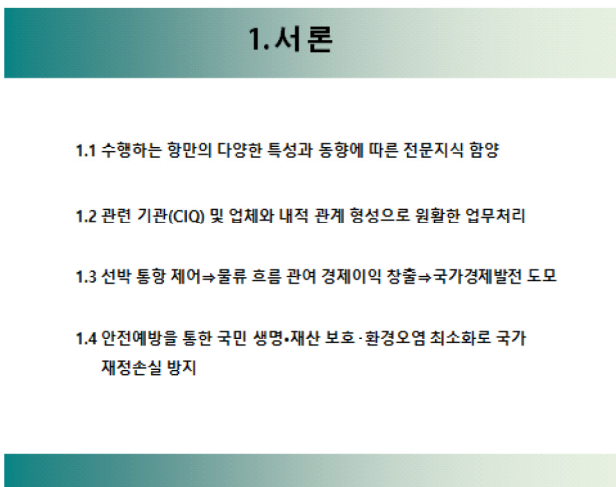 1.서론
1.1 수행하는 항만의 다양한 특성과 동향에 따른 전문지식 함양
1.2 관련 기관(CIQ) 및 업체와 내적 관계 형성으로 원활한 업무처리
1.3 선박 통항 제어⇒물류 흐름 관여 경제이익 창출⇒국가경제발전 도모
1.4 안전예방을 통한 국민 생명•재산 보호·환경오염 최소화로 국가
재정손실 방지